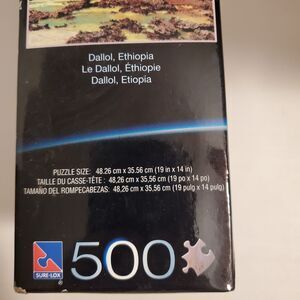 Dallol, Ethiopia
Le Dallol, Éthiopie
Dallol, Etiopía
PUZZLE SIZE: 48.26 cm x 35.56 cm (19 in x 14 in)
TAILLE DU CASSE-TÊTE : 48,26 cm x 35,56 cm (19 po x 14 po)
TAMAÑO DEL ROMPECABEZAS: 48,26 cm x 35,56 cm (19 pulg x 14 pulg)
SURE-LOX
®
500